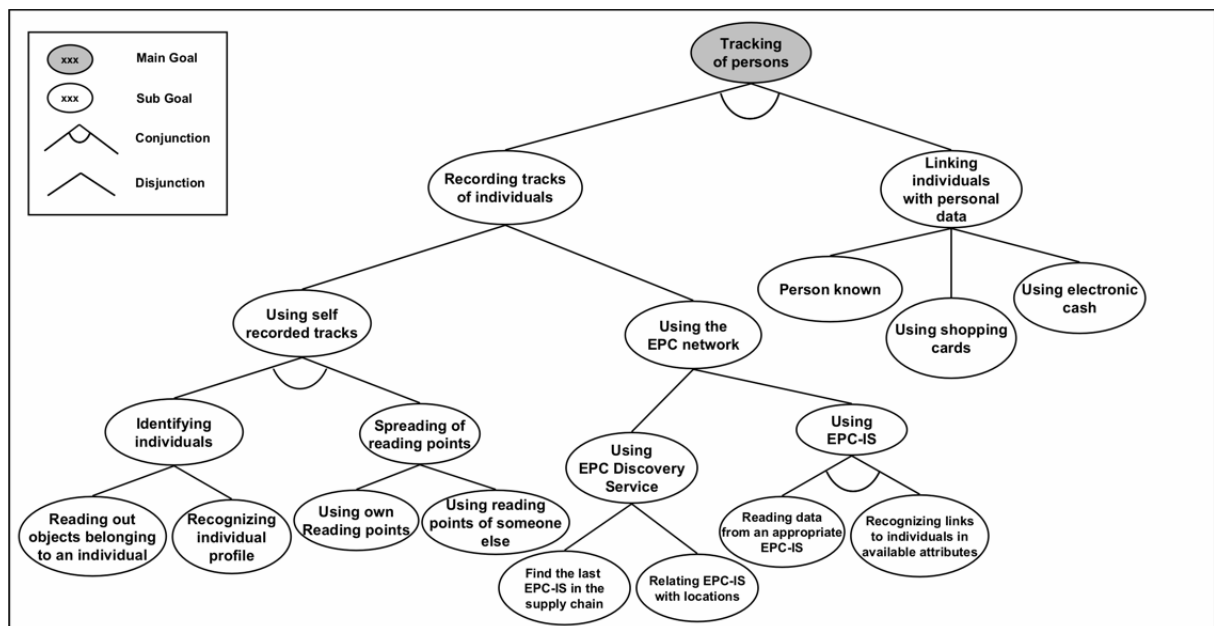 xxx
Main Goal
xxx
Sub Goal
Conjunction
Disjunction
Tracking
of persons
Recording tracks
of individuals
Linking
individuals
with personal
data
Person known
Using shopping
cards
Using electronic
cash
Using self
recorded tracks
Using the
EPC network
Identifying
individuals
Spreading of
reading points
Using
EPC Discovery
Service
Using
EPC-IS
Reading out
objects belonging
to an individual
Recognizing
individual
profile
Using own
Reading points
Using reading
points of someone
else
Find the last
EPC-IS in the
supply chain
Relating EPC-IS
with locations
Reading data
from an appropriate
EPC-IS
Recognizing links
to individuals in
available attributes